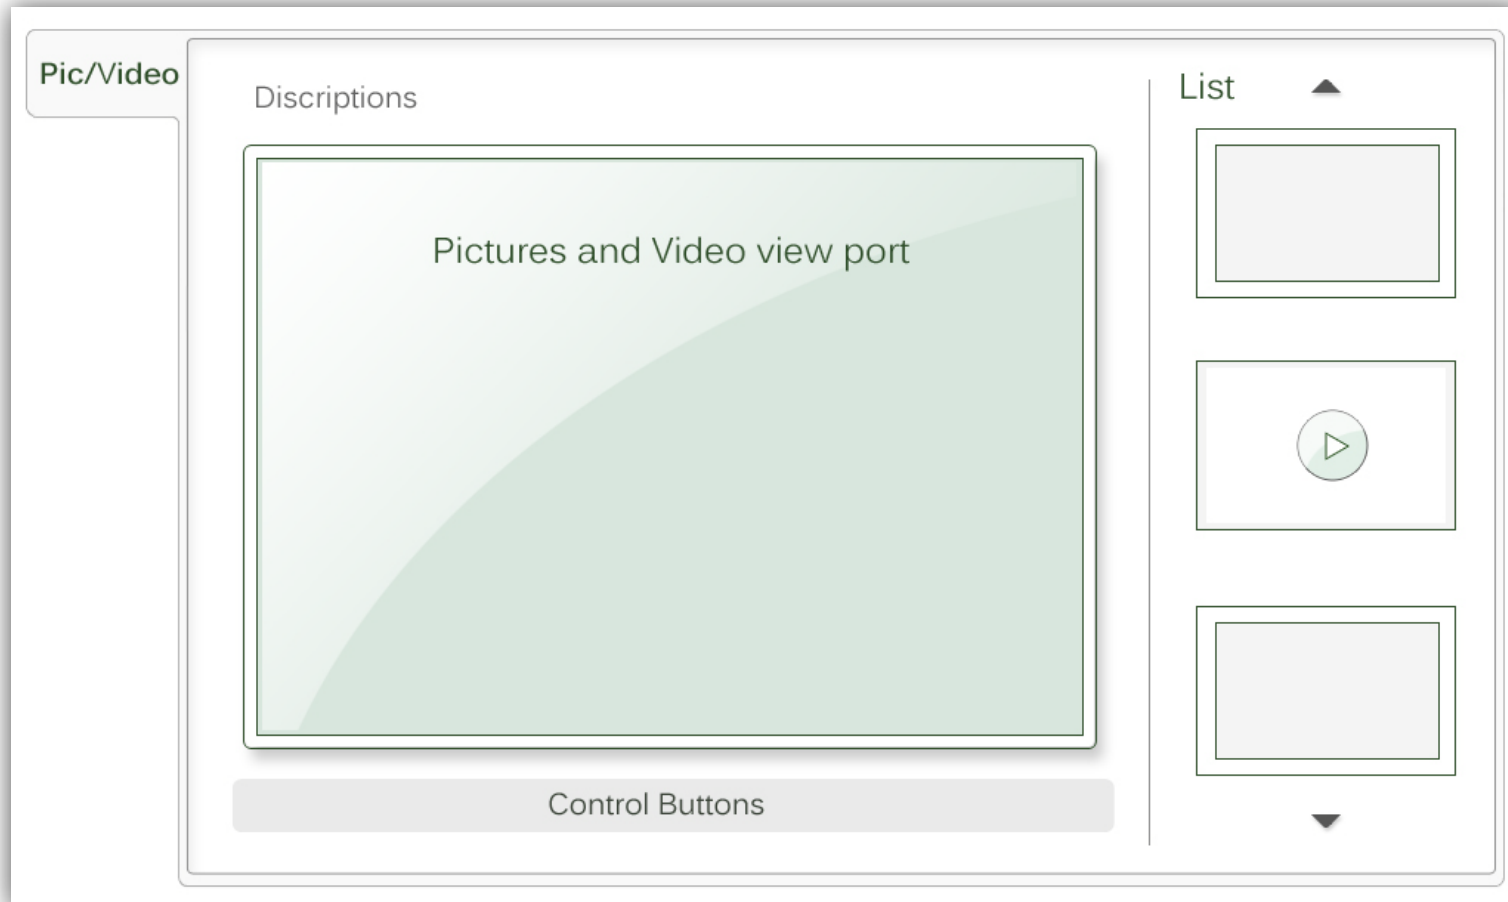 Pic/Video
Discriptions
Pictures and Video view port
Control Buttons
List